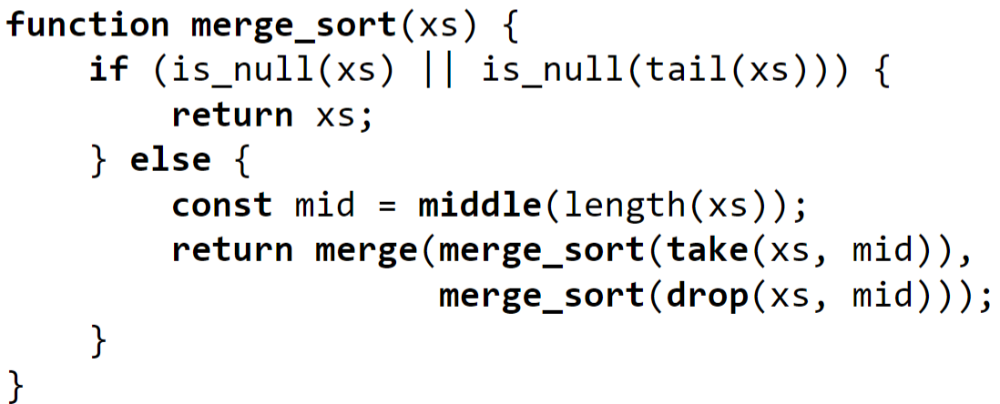 function merge_sort(xs) {
    if (is_null(xs) || is_null(tail(xs))) {
        return xs;
    } else {
        const mid = middle(length(xs));
        return merge(merge_sort(take(xs, mid)),
                     merge_sort(drop(xs, mid)));
    }
}